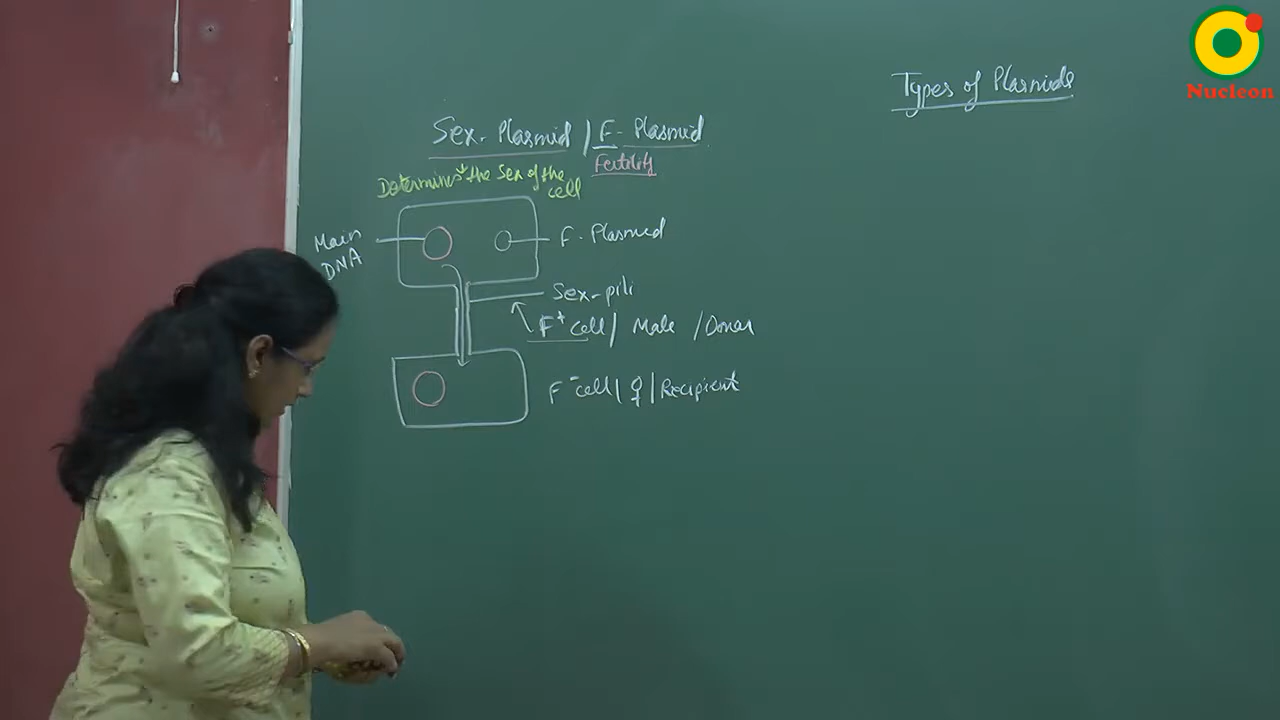 Nucleon
Types of Plasmids
Sex-Plasmid / F-Plasmid
Fertility
Determines the Sex of the
cell
Main
DNA
F-Plasmid
Sex-pili
F+ cell / Male / Donar
F- cell / ♀ / Recipient